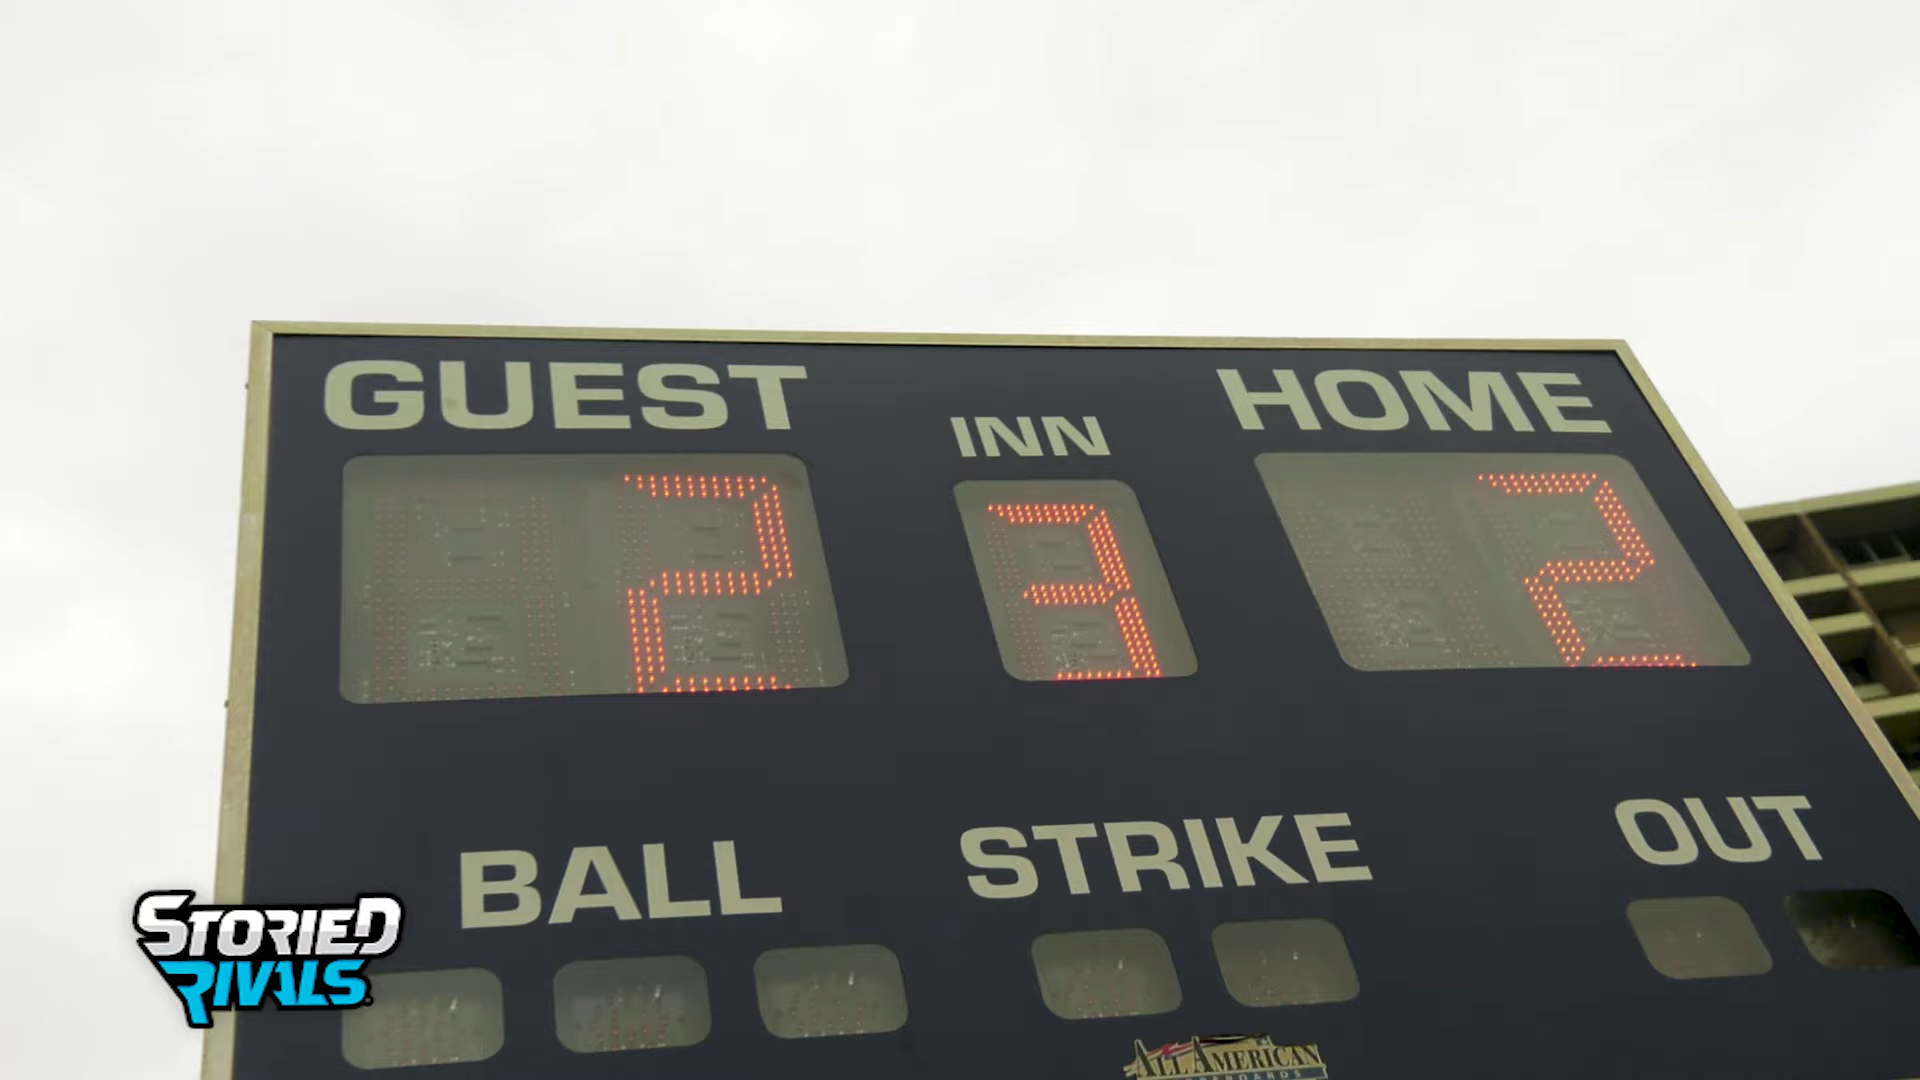 GUEST
INN
HOME
2
3
2
BALL
STRIKE
OUT
STORIED
RIVALS
ALL AMERICAN